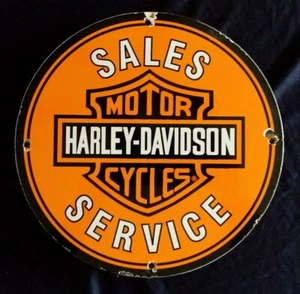 SALES
MOTOR
HARLEY-DAVIDSON
CYCLES®
SERVICE